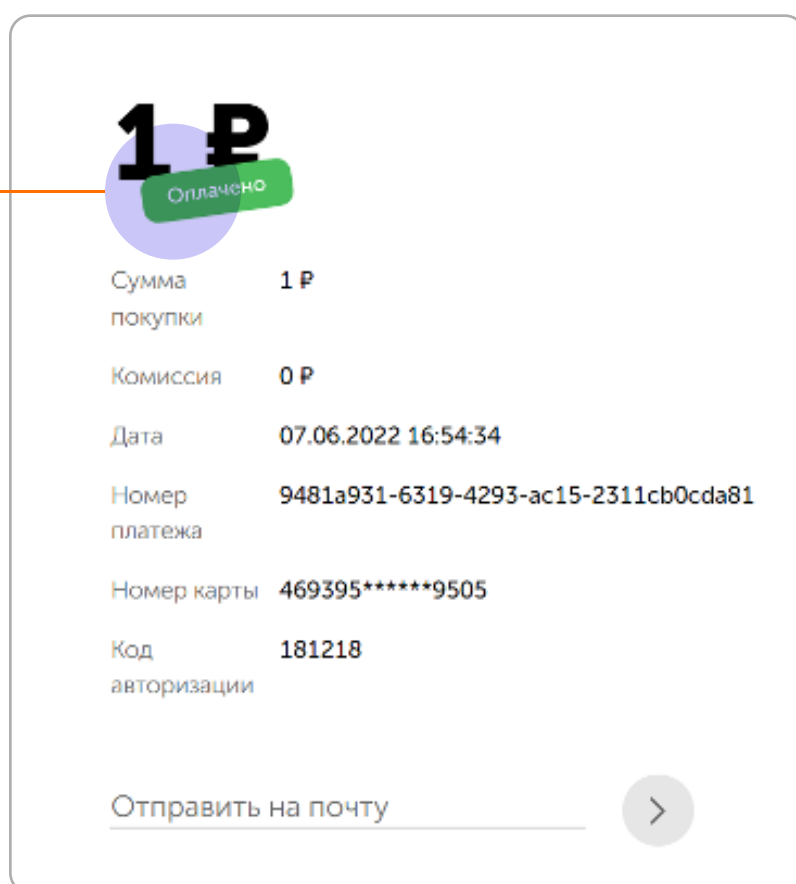 1 ₽
Оплачено
Сумма покупки 1 ₽
Комиссия 0 ₽
Дата 07.06.2022 16:54:34
Номер платежа 9481a931-6319-4293-ac15-2311cb0cda81
Номер карты 469395******9505
Код авторизации 181218
Отправить на почту